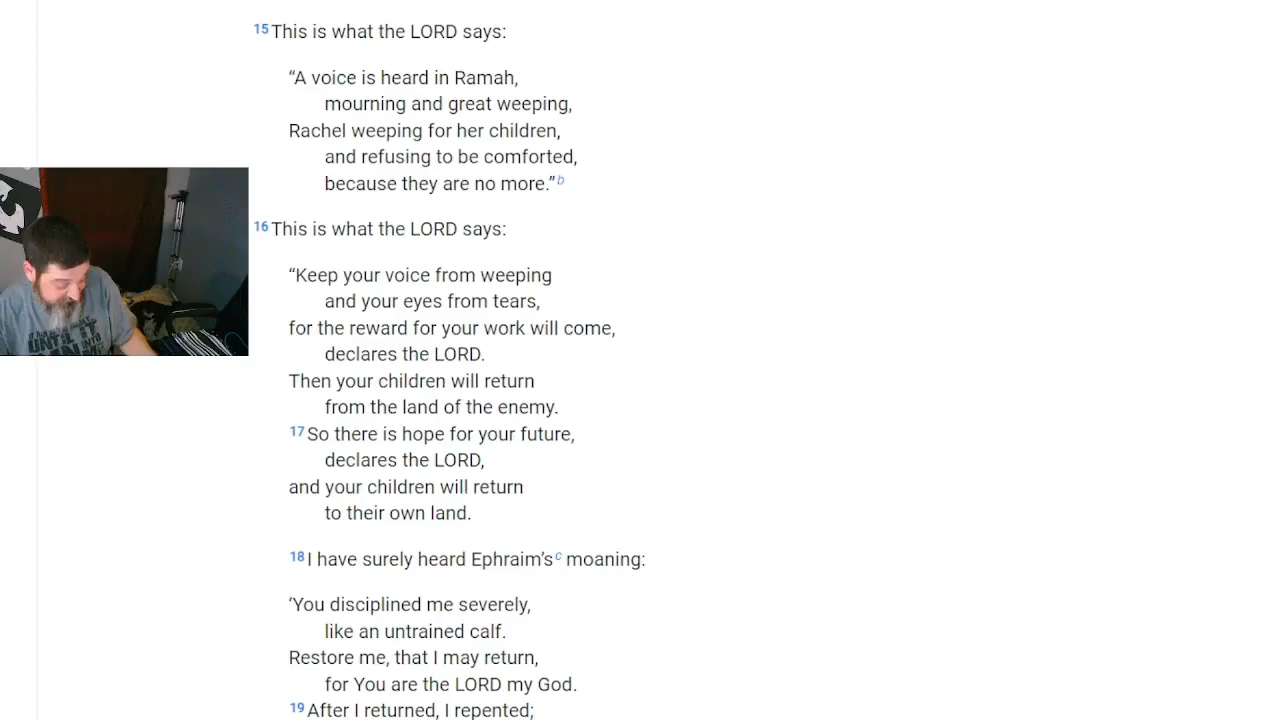 15 This is what the LORD says:
“A voice is heard in Ramah,
mourning and great weeping,
Rachel weeping for her children,
and refusing to be comforted,
because they are no more.” b
16 This is what the LORD says:
“Keep your voice from weeping
and your eyes from tears,
for the reward for your work will come,
declares the LORD.
Then your children will return
from the land of the enemy.
17 So there is hope for your future,
declares the LORD,
and your children will return
to their own land.
18 I have surely heard Ephraim’s c moaning:
‘You disciplined me severely,
like an untrained calf.
Restore me, that I may return,
for You are the LORD my God.
19 After I returned, I repented;
UNTIL IT